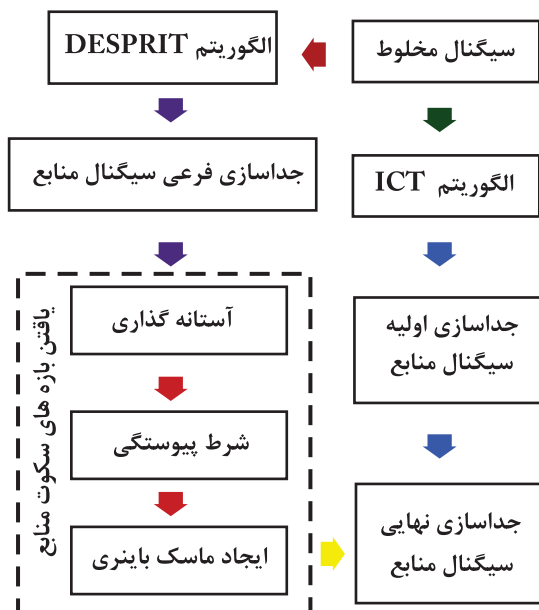 سیگنال مخلوط
الگوریتم DESPRIT
الگوریتم ICT
جداسازی فرعی سیگنال منابع
یافتن بازه های سکوت منابع
آستانه گذاری
شرط پیوستگی
ایجاد ماسک باینری
جداسازی اولیه
سیگنال منابع
جداسازی نهایی
سیگنال منابع